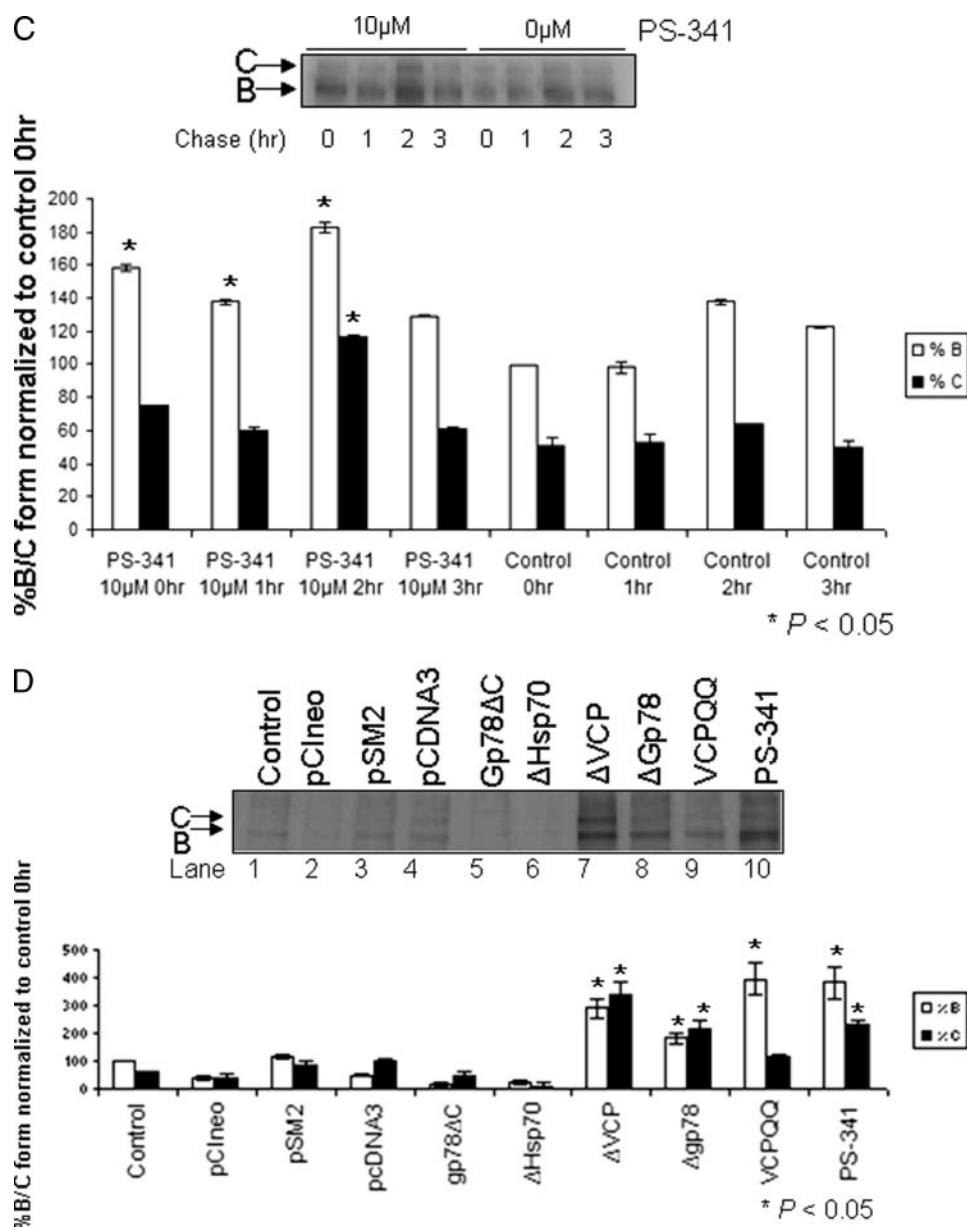 C
10µM 0µM PS-341
C
B
Chase (hr) 0 1 2 3 0 1 2 3
%B/C form normalized to control 0hr
200
180
160
140
120
100
80
60
40
20
0
* * * *
% B
% C
PS-341 PS-341 PS-341 PS-341 Control Control Control Control
10µM 0hr 10µM 1hr 10µM 2hr 10µM 3hr 0hr 1hr 2hr 3hr
* P < 0.05
D
Control pCIneo pSM2 pCDNA3 Gp78ΔC ΔHsp70 ΔVCP ΔGp78 VCPQQ PS-341
C
B
Lane 1 2 3 4 5 6 7 8 9 10
%B/C form normalized to control 0hr
500
400
300
200
100
0
* * * * * * *
%B
%C
Control pCIneo pSM2 pcDNA3 gp78ΔC ΔHsp70 ΔVCP Δgp78 VCPQQ PS-341
* P < 0.05